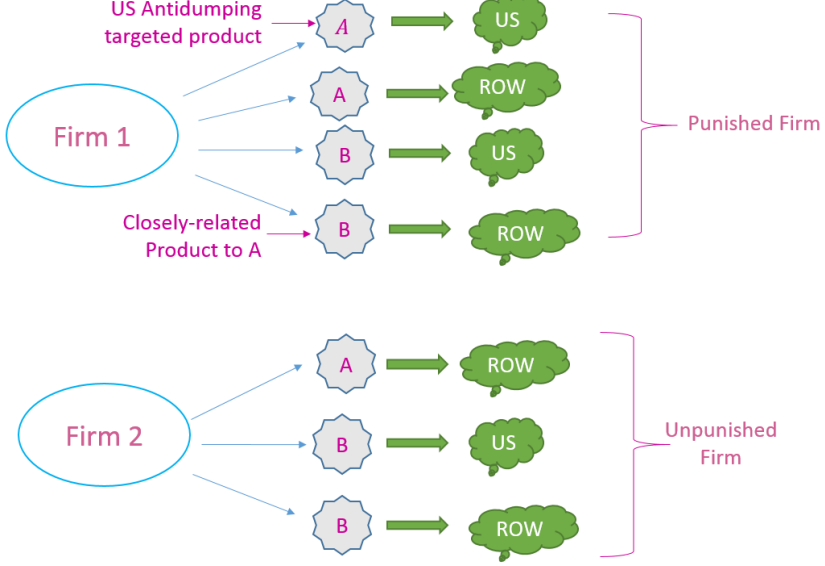 US Antidumping
targeted product
A
US
A
ROW
Firm 1
Punished Firm
B
US
Closely-related
Product to A
B
ROW
A
ROW
Firm 2
B
US
Unpunished
Firm
B
ROW